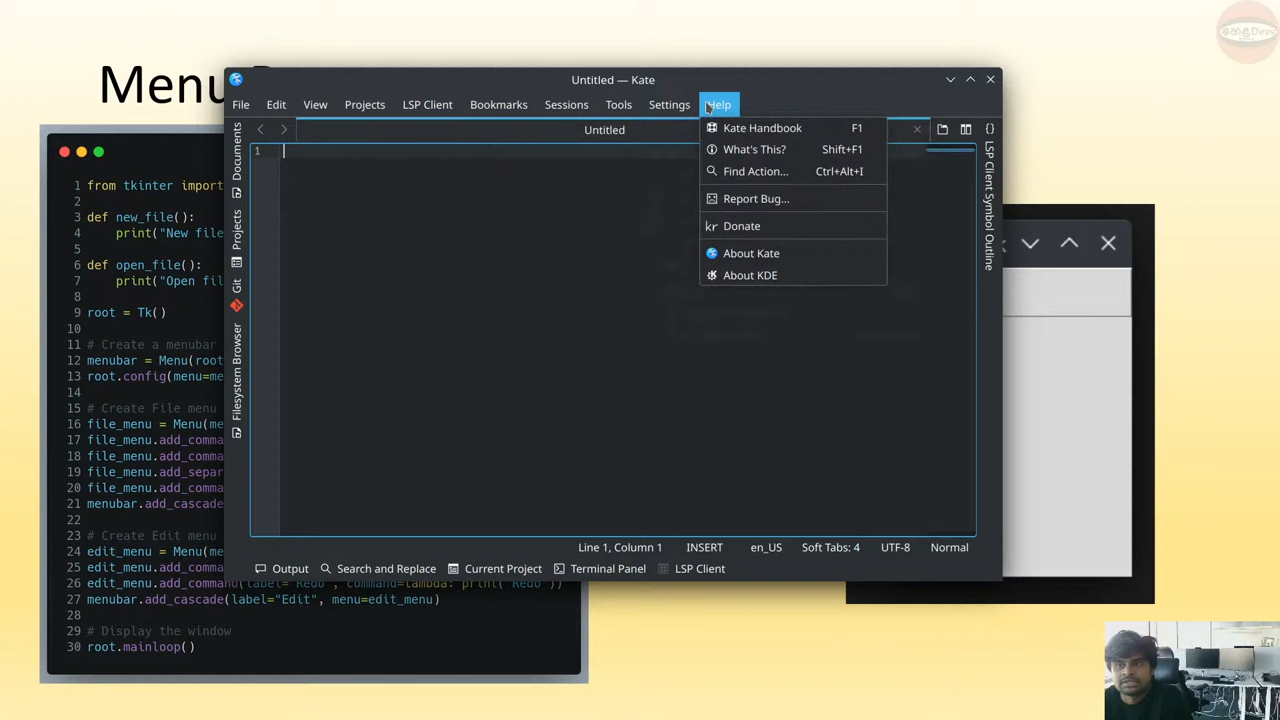 හෙළDevs
Menu B
Untitled — Kate
File Edit View Projects LSP Client Bookmarks Sessions Tools Settings Help
Untitled
Documents
Projects
Git
Filesystem Browser
1
Kate Handbook F1
What's This? Shift+F1
Find Action... Ctrl+Alt+I
Report Bug...
kr Donate
About Kate
About KDE
LSP Client Symbol Outline
Line 1, Column 1 INSERT en_US Soft Tabs: 4 UTF-8 Normal
Output Search and Replace Current Project Terminal Panel LSP Client
1 from tkinter import
2
3 def new_file():
4 print("New file
5
6 def open_file():
7 print("Open fil
8
9 root = Tk()
10
11 # Create a menubar
12 menubar = Menu(root
13 root.config(menu=me
14
15 # Create File menu
16 file_menu = Menu(me
17 file_menu.add_comma
18 file_menu.add_comma
19 file_menu.add_separ
20 file_menu.add_comma
21 menubar.add_cascade
22
23 # Create Edit menu
24 edit_menu = Menu(me
25 edit_menu.add_comma
26 edit_menu.add_command(label="Redo", command=lambda: print("Redo"))
27 menubar.add_cascade(label="Edit", menu=edit_menu)
28
29 # Display the window
30 root.mainloop()